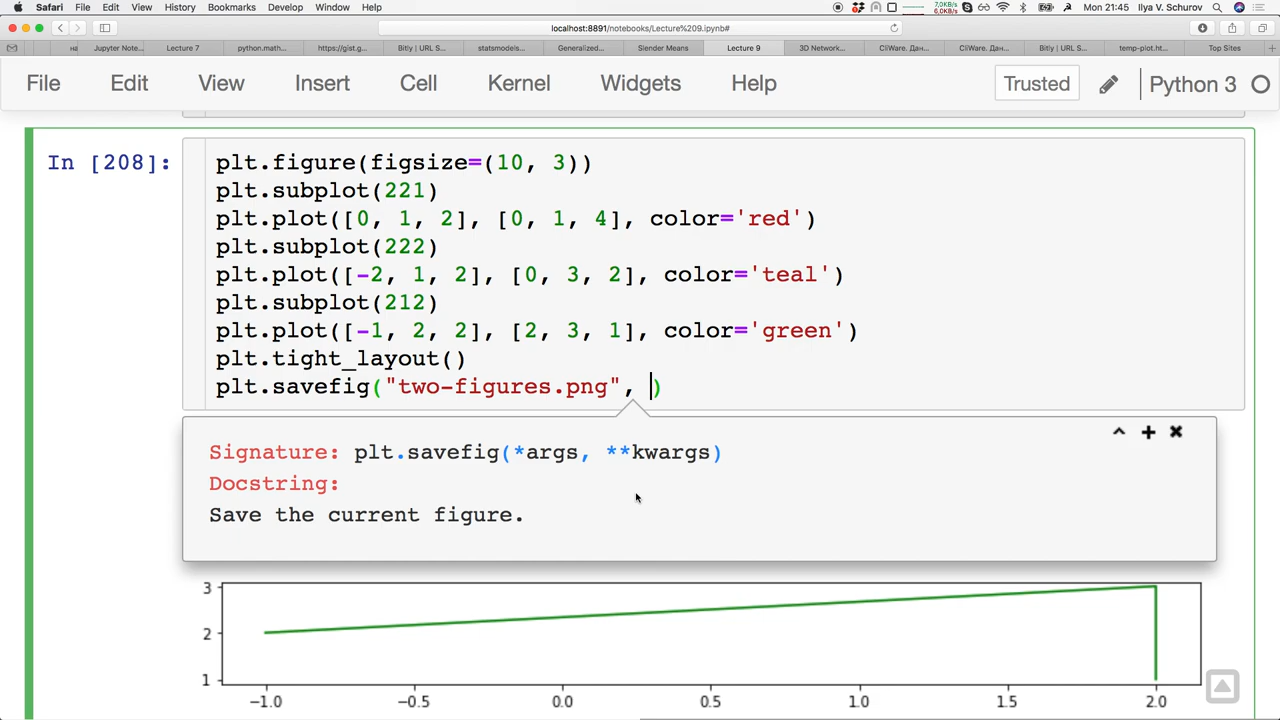 Safari File Edit View History Bookmarks Develop Window Help 7,0KB/s 6,0KB/s Mon 21:45 Ilya V. Schurov
localhost:8891/notebooks/Lecture%209.ipynb#
на Jupyter Note... Lecture 7 python.math... https://gist.g... Bitly | URL S... statsmodels... Generalized... Slender Means Lecture 9 3D Network... CliWare. Дан... CliWare. Дан... Bitly | URL S... temp-plot.ht... Top Sites
File Edit View Insert Cell Kernel Widgets Help Trusted Python 3
In [208]:
plt.figure(figsize=(10, 3))
plt.subplot(221)
plt.plot([0, 1, 2], [0, 1, 4], color='red')
plt.subplot(222)
plt.plot([-2, 1, 2], [0, 3, 2], color='teal')
plt.subplot(212)
plt.plot([-1, 2, 2], [2, 3, 1], color='green')
plt.tight_layout()
plt.savefig("two-figures.png", )
Signature: plt.savefig(*args, **kwargs)
Docstring:
Save the current figure.
3
2
1
−1.0 −0.5 0.0 0.5 1.0 1.5 2.0